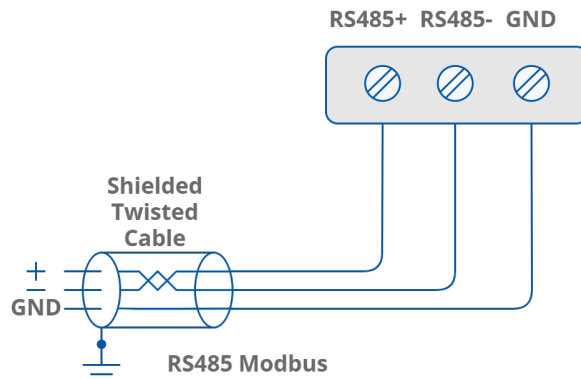 RS485+ RS485- GND
Shielded
Twisted
Cable
+
−
GND
RS485 Modbus